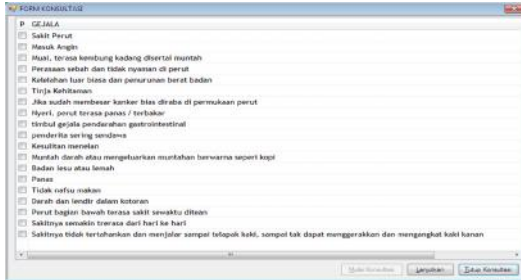 FORM KONSULTASI
P GEJALA
Sakit Perut
Masuk Angin
Mual, terasa kembung kadang disertai muntah
Perasaan sebah dan tidak nyaman di perut
Kelelahan luar biasa dan penurunan berat badan
Tinja Kehitaman
Jika sudah membesar kanker bias diraba di permukaan perut
Nyeri, perut terasa panas / terbakar
timbul gejala pendarahan gastrointestinal
penderita sering sendawa
Kesulitan menelan
Muntah darah atau mengeluarkan muntahan berwarna seperi kopi
Badan lesu atau lemah
Panas
Tidak nafsu makan
Darah dan lendir dalam kotoran
Perut bagian bawah terasa sakit sewaktu ditean
Sakitnya semakin trerasa dari hari ke hari
Sakitnya tidak tertahankan dan menjalar sampai telapak kaki, sampai tak dapat menggerakkan dan mengangkat kaki kanan
Mulai Konsultasi Lanjutkan Tutup Konsultasi